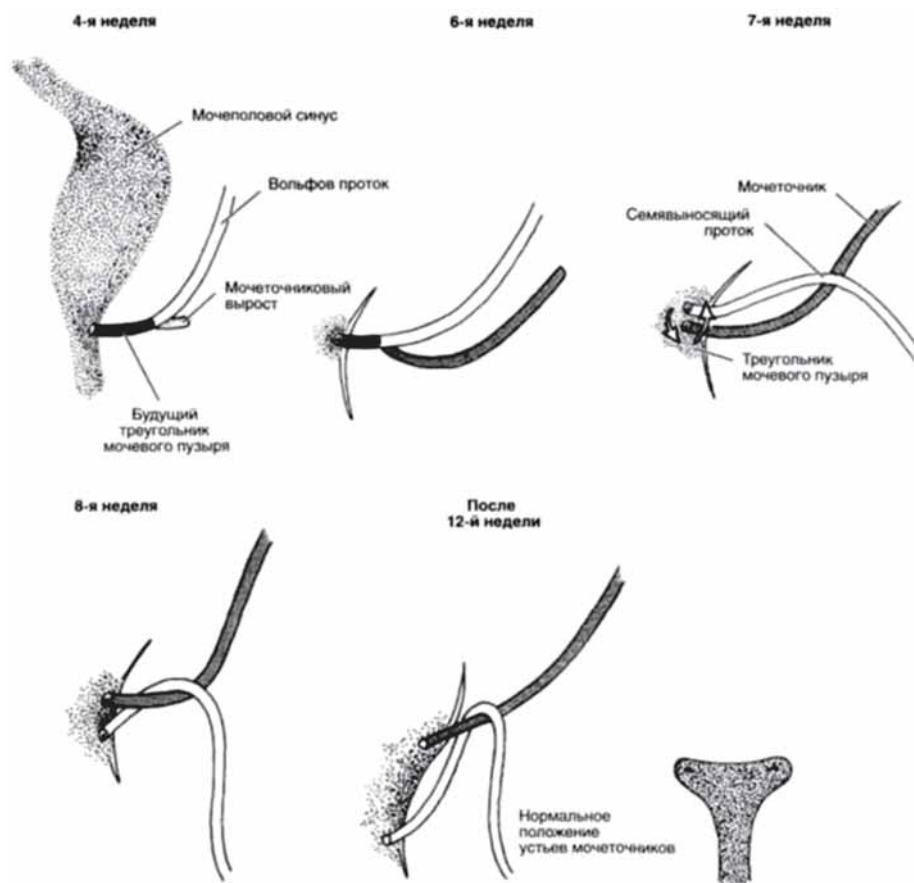 4-я неделя
6-я неделя
7-я неделя
Мочеполовой синус
Вольфов проток
Мочеточниковый
вырост
Будущий
треугольник
мочевого пузыря
Мочеточник
Семявыносящий
проток
Треугольник
мочевого пузыря
8-я неделя
После
12-й недели
Нормальное
положение
устьев мочеточников